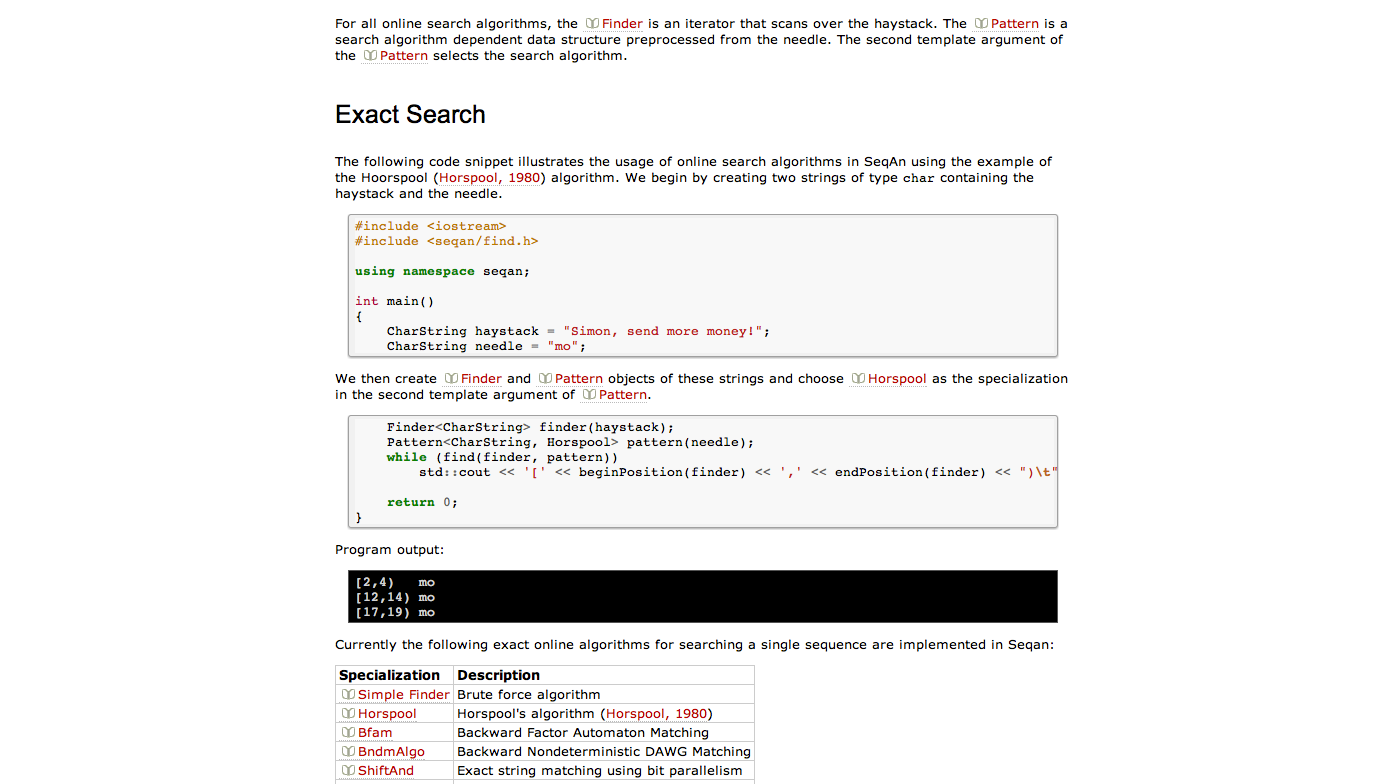 For all online search algorithms, the Finder is an iterator that scans over the haystack. The Pattern is a
search algorithm dependent data structure preprocessed from the needle. The second template argument of
the Pattern selects the search algorithm.
Exact Search
The following code snippet illustrates the usage of online search algorithms in SeqAn using the example of
the Hoorspool (Horspool, 1980) algorithm. We begin by creating two strings of type char containing the
haystack and the needle.
#include <iostream>
#include <seqan/find.h>
using namespace seqan;
int main()
{
    CharString haystack = "Simon, send more money!";
    CharString needle = "mo";
We then create Finder and Pattern objects of these strings and choose Horspool as the specialization
in the second template argument of Pattern.
    Finder<CharString> finder(haystack);
    Pattern<CharString, Horspool> pattern(needle);
    while (find(finder, pattern))
        std::cout << '[' << beginPosition(finder) << ',' << endPosition(finder) << ")\t"
    return 0;
}
Program output:
[2,4)   mo
[12,14) mo
[17,19) mo
Currently the following exact online algorithms for searching a single sequence are implemented in Seqan:
Specialization Description
Simple Finder Brute force algorithm
Horspool Horspool's algorithm (Horspool, 1980)
Bfam Backward Factor Automaton Matching
BndmAlgo Backward Nondeterministic DAWG Matching
ShiftAnd Exact string matching using bit parallelism